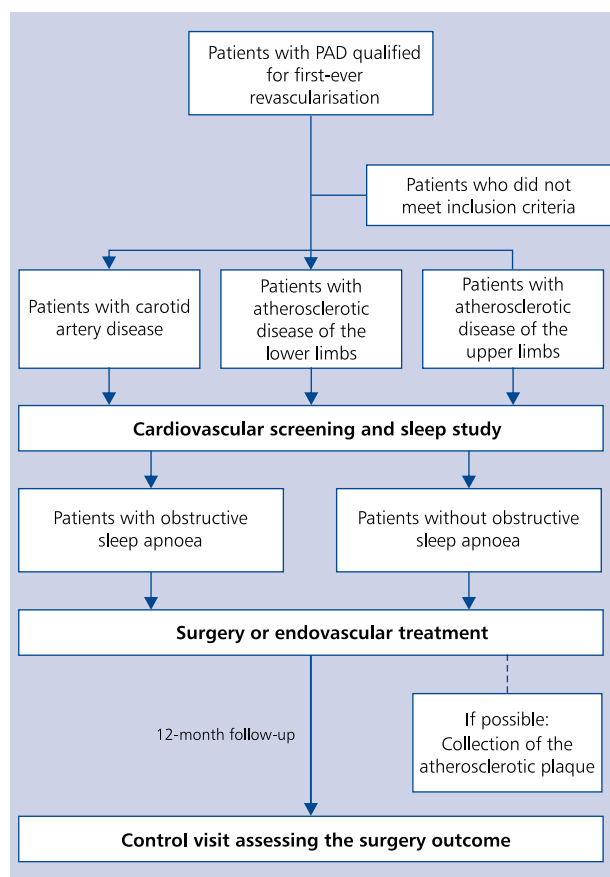 Patients with PAD qualified
for first-ever
revascularisation
Patients who did not
meet inclusion criteria
Patients with carotid
artery disease
Patients with
atherosclerotic
disease of the
lower limbs
Patients with
atherosclerotic
disease of the
upper limbs
Cardiovascular screening and sleep study
Patients with obstructive
sleep apnoea
Patients without obstructive
sleep apnoea
Surgery or endovascular treatment
12-month follow-up
If possible:
Collection of the
atherosclerotic plaque
Control visit assessing the surgery outcome